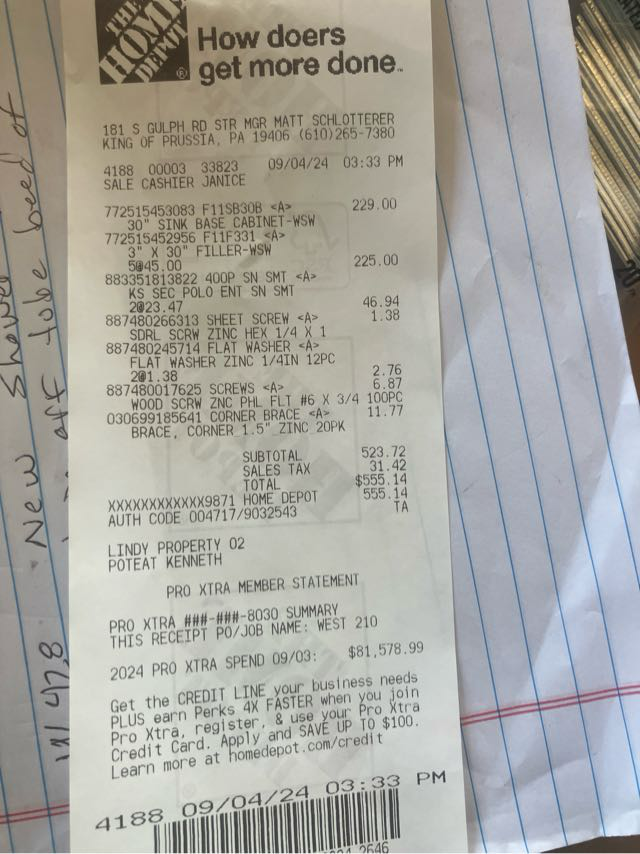 THE
HOME
DEPOT
®
How doers
get more done™
181 S GULPH RD STR MGR MATT SCHLOTTERER
KING OF PRUSSIA, PA 19406 (610)265-7380
4188 00003 33823 09/04/24 03:33 PM
SALE CASHIER JANICE
772515453083 F11SB30B <A> 229.00
30" SINK BASE CABINET-WSW
772515452956 F11F331 <A>
3" X 30" FILLER-WSW
5@45.00 225.00
883351813822 400P SN SMT <A>
KS SEC POLO ENT SN SMT
2@23.47 46.94
887480266313 SHEET SCREW <A> 1.38
SDRL SCRW ZINC HEX 1/4 X 1
887480245714 FLAT WASHER <A>
FLAT WASHER ZINC 1/4IN 12PC
2@1.38 2.76
887480017625 SCREWS <A> 6.87
WOOD SCRW ZNC PHL FLT #6 X 3/4 100PC
030699185641 CORNER BRACE <A> 11.77
BRACE, CORNER 1.5" ZINC 20PK
SUBTOTAL 523.72
SALES TAX 31.42
TOTAL $555.14
XXXXXXXXXXXX9871 HOME DEPOT 555.14
AUTH CODE 004717/9032543 TA
LINDY PROPERTY 02
POTEAT KENNETH
PRO XTRA MEMBER STATEMENT
PRO XTRA ###-###-8030 SUMMARY
THIS RECEIPT PO/JOB NAME: WEST 210
2024 PRO XTRA SPEND 09/03: $81,578.99
Get the CREDIT LINE your business needs
PLUS earn Perks 4X FASTER when you join
Pro Xtra, register, & use your Pro Xtra
Credit Card. Apply and SAVE UP TO $100.
Learn more at homedepot.com/credit
4188 09/04/24 03:33 PM
2646
New Shower
off tobe beed of